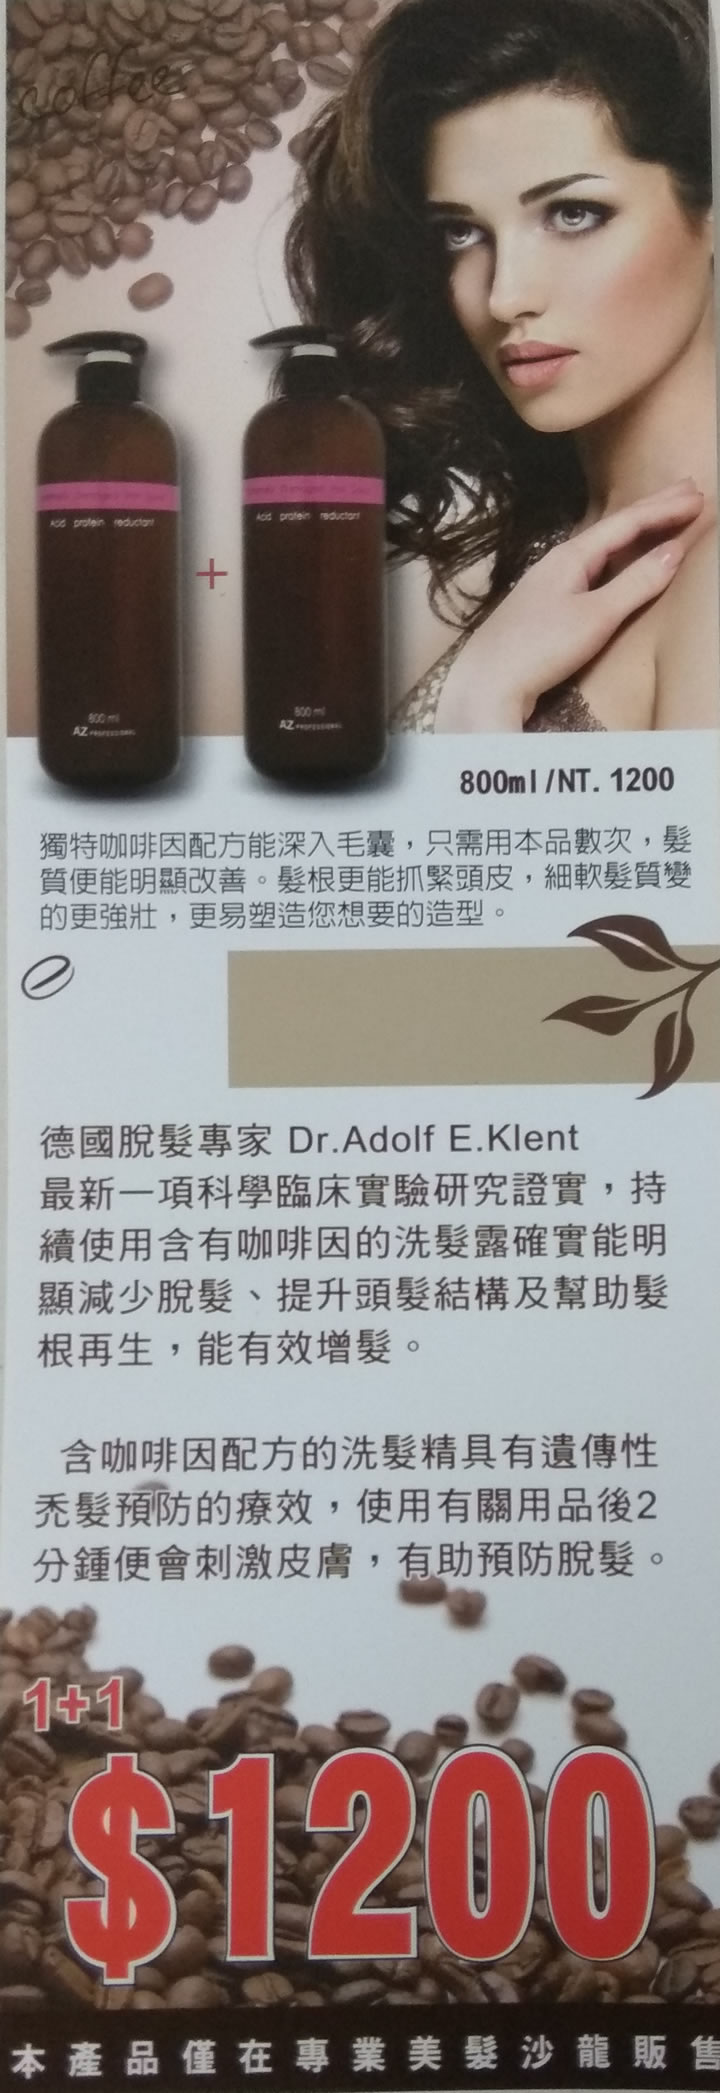 coffee
Acid protein reductant
Acid protein reductant
+
800 ml
AZ PROFESSIONAL
800 ml
AZ PROFESSIONAL
800ml/NT. 1200
獨特咖啡因配方能深入毛囊，只需用本品數次，髮
質便能明顯改善。髮根更能抓緊頭皮，細軟髮質變
的更強壯，更易塑造您想要的造型。
德國脫髮專家 Dr.Adolf E.Klent
最新一項科學臨床實驗研究證實，持
續使用含有咖啡因的洗髮露確實能明
顯減少脫髮、提升頭髮結構及幫助髮
根再生，能有效增髮。
含咖啡因配方的洗髮精具有遺傳性
禿髮預防的療效，使用有關用品後2
分鍾便會刺激皮膚，有助預防脫髮。
1+1
$1200
本產品僅在專業美髮沙龍販售